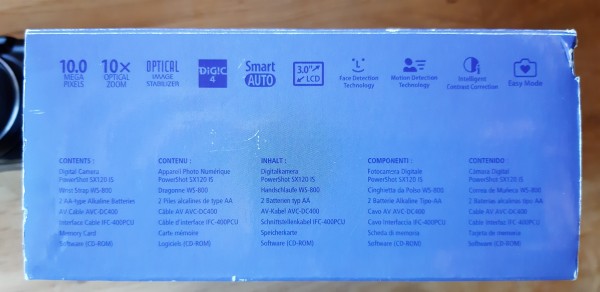 10.0 MEGA PIXELS
10x OPTICAL ZOOM
OPTICAL IMAGE STABILIZER
DIGIC 4
Smart AUTO
3.0" LCD
Face Detection Technology
Motion Detection Technology
Intelligent Contrast Correction
Easy Mode
CONTENTS :
Digital Camera
PowerShot SX120 IS
Wrist Strap WS-800
2 AA-type Alkaline Batteries
AV Cable AVC-DC400
Interface Cable IFC-400PCU
Memory Card
Software (CD-ROM)
CONTENU :
Appareil Photo Numérique
PowerShot SX120 IS
Dragonne WS-800
2 Piles alcalines de type AA
Câble AV AVC-DC400
Câble d'interface IFC-400PCU
Carte mémoire
Logiciels (CD-ROM)
INHALT :
Digitalkamera
PowerShot SX120 IS
Handschlaufe WS-800
2 Batterien typ AA
AV-Kabel AVC-DC400
Schnittstellenkabel IFC-400PCU
Speicherkarte
Software (CD-ROM)
COMPONENTI :
Fotocamera Digitale
PowerShot SX120 IS
Cinghietta da Polso WS-800
2 Batterie Alkaline Tipo-AA
Cavo AV AVC-DC400
Cavo Interfaccia IFC-400PCU
Scheda di memoria
Software (CD-ROM)
CONTENIDO :
Cámara Digital
PowerShot SX120 IS
Correa de Muñeca WS-800
2 Baterías alcalinas tipo AA
Cable AV AVC-DC400
Cable Interfaz IFC-400PCU
Tarjeta de memoria
Software (CD-ROM)